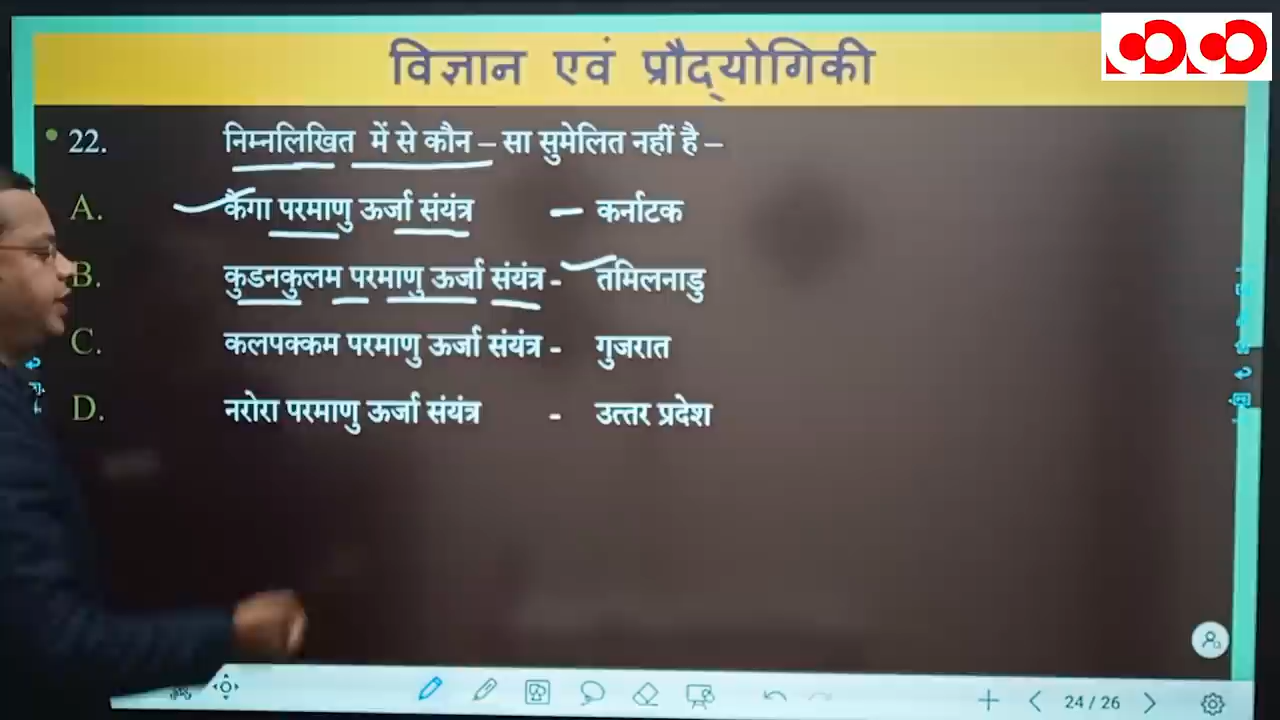 विज्ञान एवं प्रौद्योगिकी
22. निम्नलिखित में से कौन – सा सुमेलित नहीं है –
A. कैगा परमाणु ऊर्जा संयंत्र – कर्नाटक
B. कुडनकुलम परमाणु ऊर्जा संयंत्र - तमिलनाडु
C. कलपक्कम परमाणु ऊर्जा संयंत्र - गुजरात
D. नरोरा परमाणु ऊर्जा संयंत्र - उत्तर प्रदेश
24 / 26